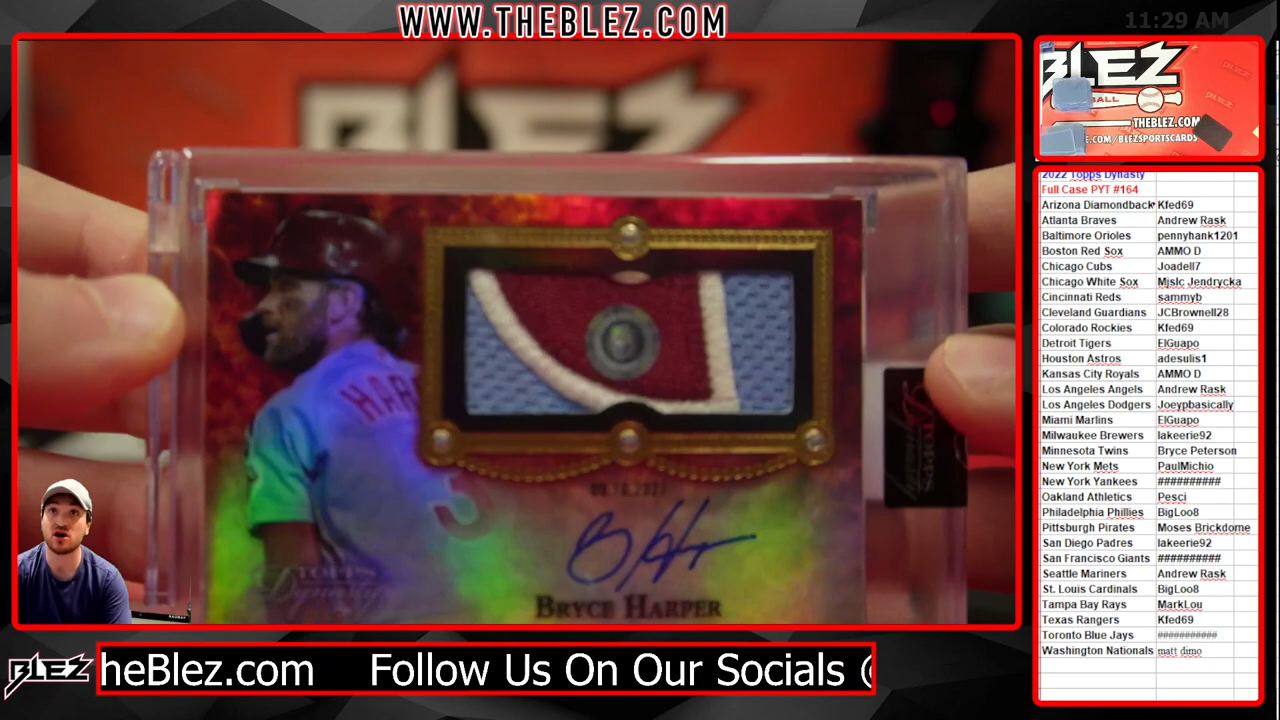 WWW.THEBLEZ.COM
11:29 AM
BLEZ
BRYCE HARPER
BLEZ
THEBLEZ.COM
E.COM/BLEZSPORTSCARDS
2022 Topps Dynasty
Full Case PYT #164
Arizona Diamondback Kfed69
Atlanta Braves Andrew Rask
Baltimore Orioles pennyhank1201
Boston Red Sox AMMO D
Chicago Cubs Joadell7
Chicago White Sox Mjslc Jendrycka
Cincinnati Reds sammyb
Cleveland Guardians JCBrownell28
Colorado Rockies Kfed69
Detroit Tigers ElGuapo
Houston Astros adesulis1
Kansas City Royals AMMO D
Los Angeles Angels Andrew Rask
Los Angeles Dodgers Joeypbasically
Miami Marlins ElGuapo
Milwaukee Brewers lakeerie92
Minnesota Twins Bryce Peterson
New York Mets PaulMichio
New York Yankees ##########
Oakland Athletics Pesci
Philadelphia Phillies BigLoo8
Pittsburgh Pirates Moses Brickdome
San Diego Padres lakeerie92
San Francisco Giants ##########
Seattle Mariners Andrew Rask
St. Louis Cardinals BigLoo8
Tampa Bay Rays MarkLou
Texas Rangers Kfed69
Toronto Blue Jays ###########
Washington Nationals matt dimo
BLEZ heBlez.com Follow Us On Our Socials @